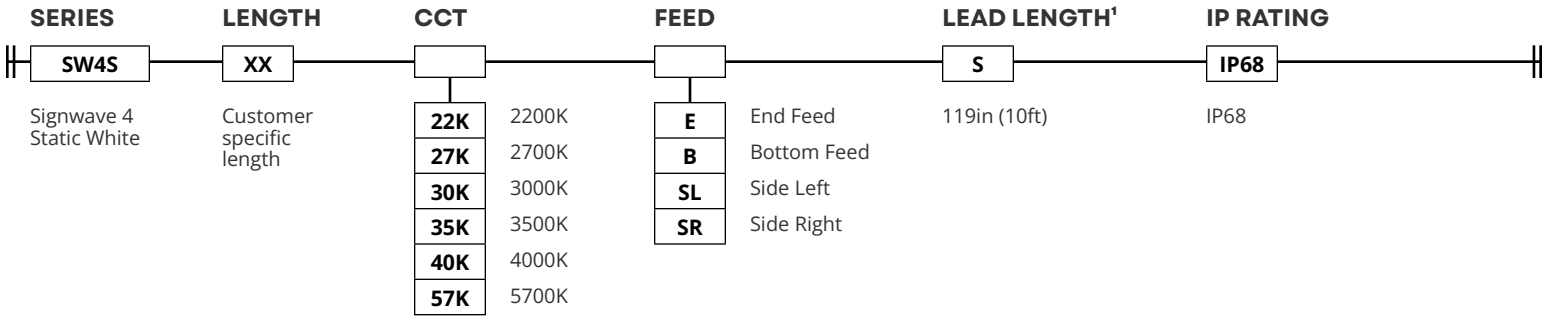 SERIES LENGTH CCT FEED LEAD LENGTH¹ IP RATING
SW4S XX S IP68
Signwave 4
Static White
Customer
specific
length
22K 2200K
27K 2700K
30K 3000K
35K 3500K
40K 4000K
57K 5700K
E End Feed
B Bottom Feed
SL Side Left
SR Side Right
119in (10ft)
IP68